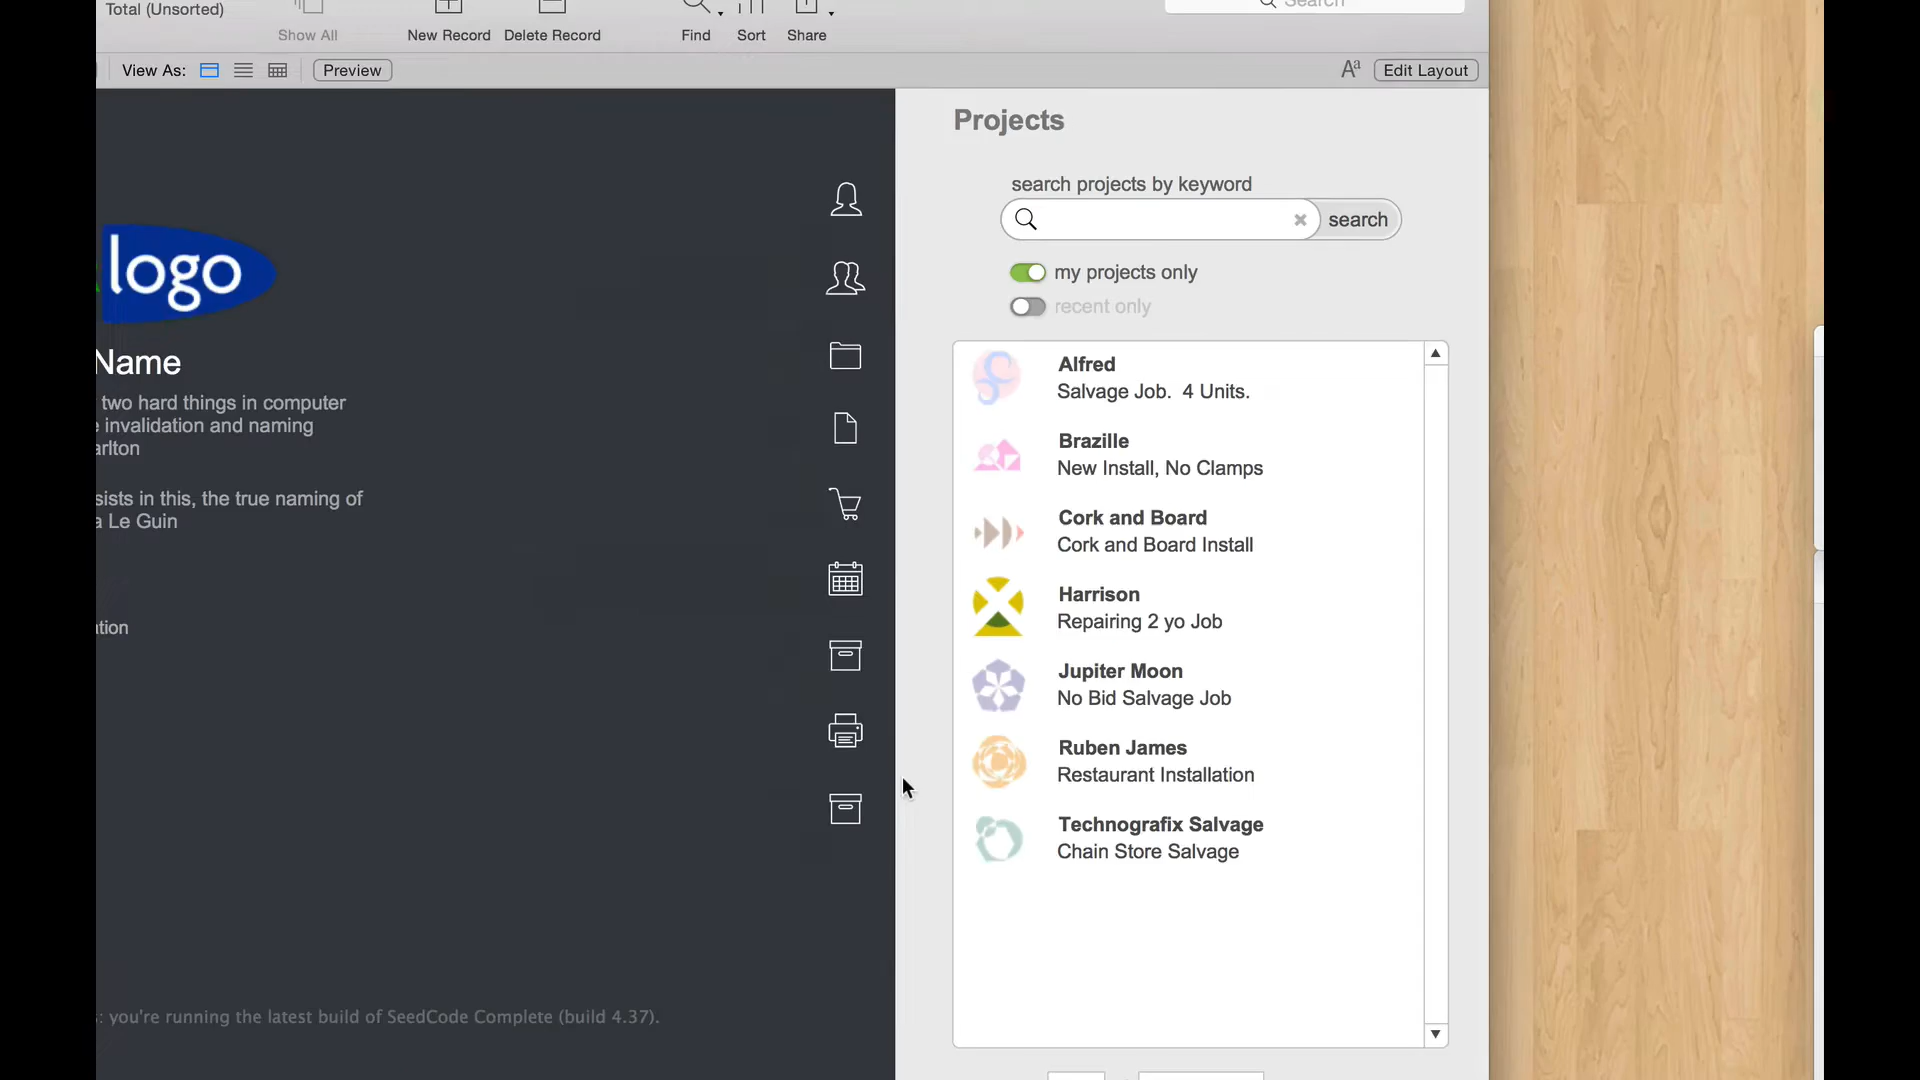 Total (Unsorted)
Show All
New Record
Delete Record
Find
Sort
Share
Search
View As:
Preview
Aa
Edit Layout
logo
Name
two hard things in computer
invalidation and naming
arlton
sists in this, the true naming of
Le Guin
tion
: you're running the latest build of SeedCode Complete (build 4.37).
Projects
search projects by keyword
search
my projects only
recent only
Alfred
Salvage Job. 4 Units.
Brazille
New Install, No Clamps
Cork and Board
Cork and Board Install
Harrison
Repairing 2 yo Job
Jupiter Moon
No Bid Salvage Job
Ruben James
Restaurant Installation
Technografix Salvage
Chain Store Salvage